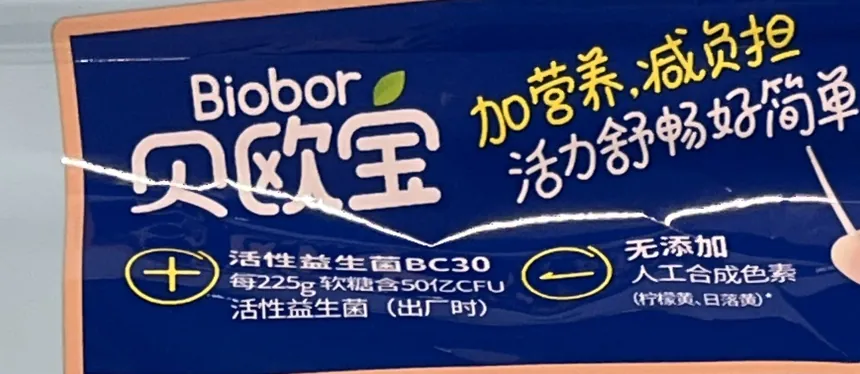 Biobor
贝欧宝
加营养,减负担
活力舒畅好简单
+
活性益生菌BC30
每225g 软糖含50亿CFU
活性益生菌（出厂时）
−
无添加
人工合成色素
(柠檬黄、日落黄)*